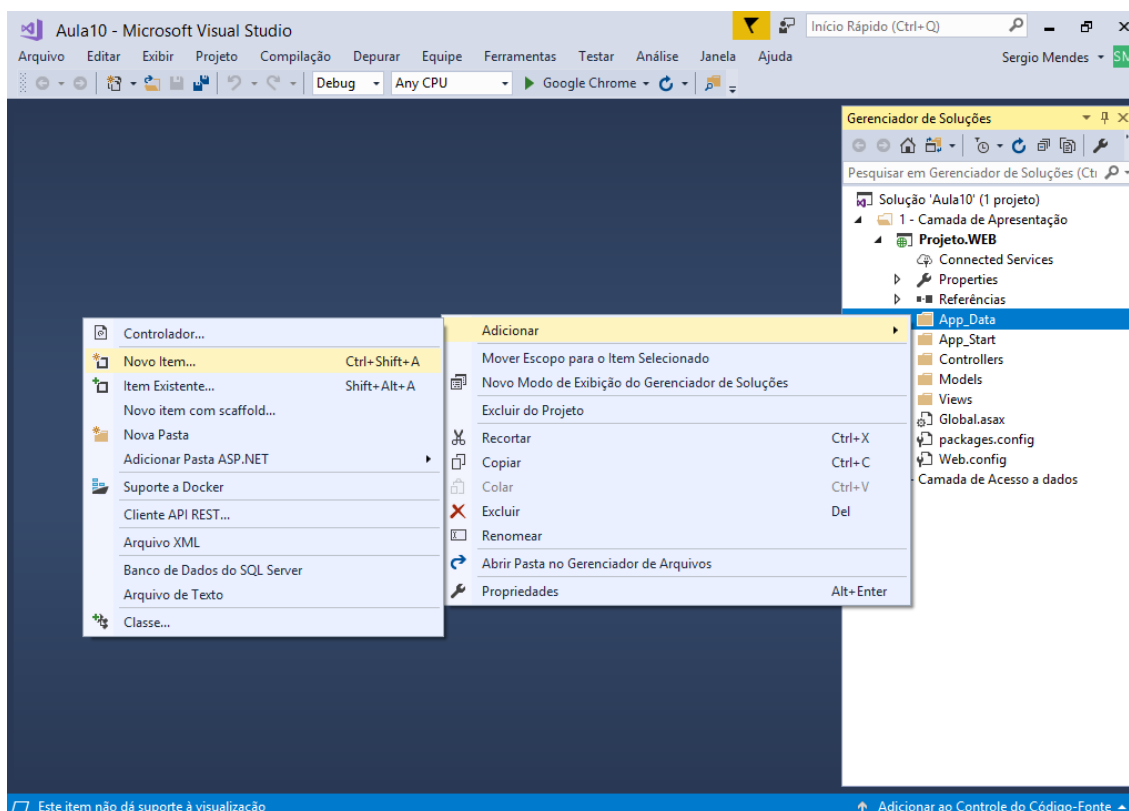 Aula10 - Microsoft Visual Studio
Início Rápido (Ctrl+Q)
Arquivo Editar Exibir Projeto Compilação Depurar Equipe Ferramentas Testar Análise Janela Ajuda
Sergio Mendes SM
Debug Any CPU Google Chrome
Gerenciador de Soluções
Pesquisar em Gerenciador de Soluções (Ct
Solução 'Aula10' (1 projeto)
1 - Camada de Apresentação
Projeto.WEB
Connected Services
Properties
Referências
App_Data
App_Start
Controllers
Models
Views
Global.asax
packages.config
Web.config
- Camada de Acesso a dados
Adicionar
Mover Escopo para o Item Selecionado
Novo Modo de Exibição do Gerenciador de Soluções
Excluir do Projeto
Recortar Ctrl+X
Copiar Ctrl+C
Colar Ctrl+V
Excluir Del
Renomear
Abrir Pasta no Gerenciador de Arquivos
Propriedades Alt+Enter
Controlador...
Novo Item... Ctrl+Shift+A
Item Existente... Shift+Alt+A
Novo item com scaffold...
Nova Pasta
Adicionar Pasta ASP.NET
Suporte a Docker
Cliente API REST...
Arquivo XML
Banco de Dados do SQL Server
Arquivo de Texto
Classe...
Este item não dá suporte à visualização
Adicionar ao Controle do Código-Fonte